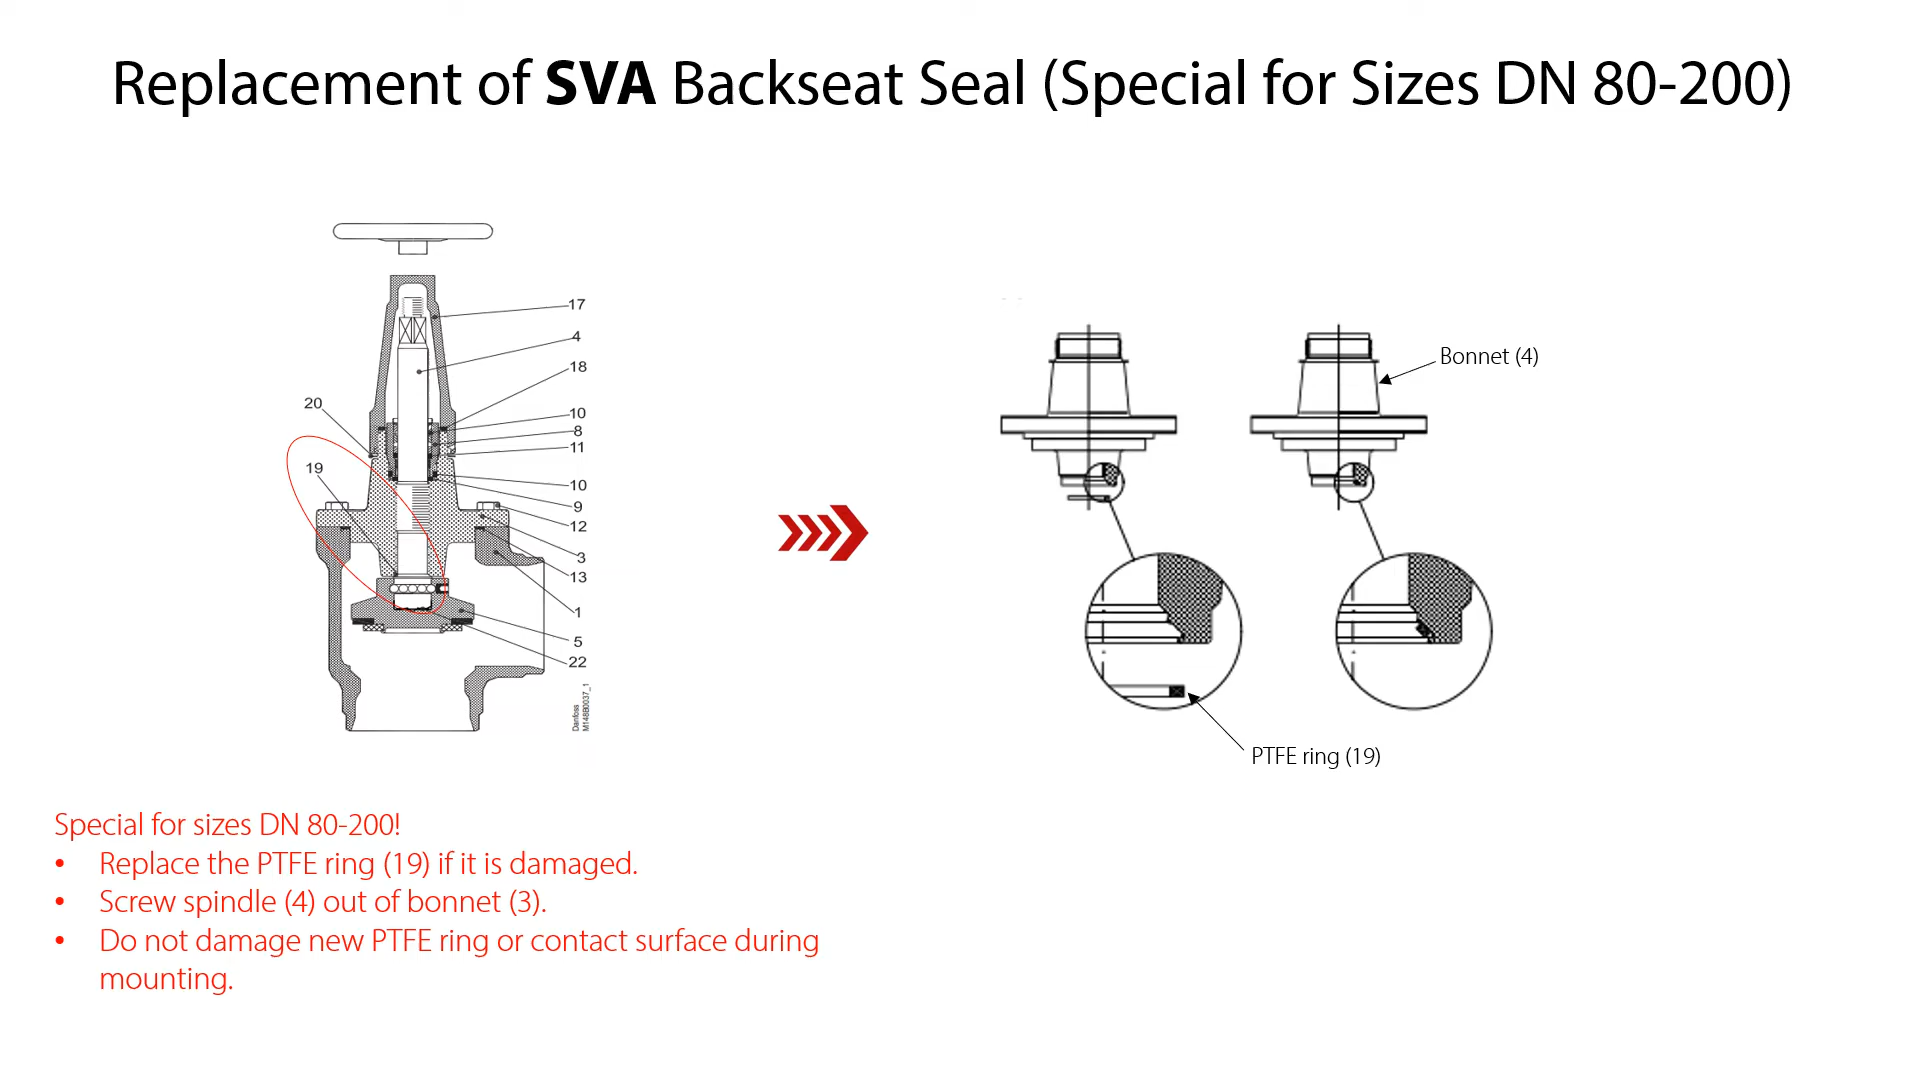 Replacement of SVA Backseat Seal (Special for Sizes DN 80-200)
17
4
18
20
10
8
11
19
10
9
12
3
13
1
5
22
Danfoss
M148B0037_1
Bonnet (4)
PTFE ring (19)
Special for sizes DN 80-200!
• Replace the PTFE ring (19) if it is damaged.
• Screw spindle (4) out of bonnet (3).
• Do not damage new PTFE ring or contact surface during
mounting.